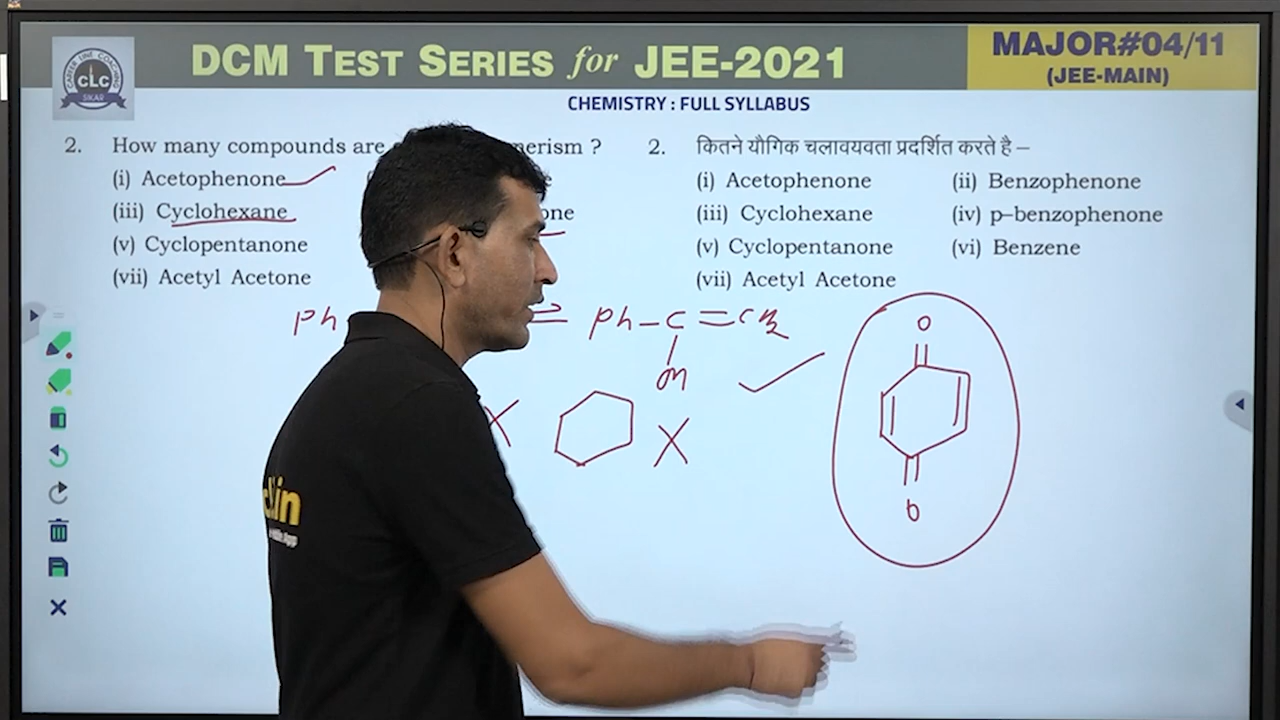 DCM TEST SERIES for JEE-2021
MAJOR#04/11
(JEE-MAIN)
CLC
SIKAR
CHEMISTRY : FULL SYLLABUS
2. How many compounds are
(i) Acetophenone
(iii) Cyclohexane
(v) Cyclopentanone
(vii) Acetyl Acetone
2. कितने यौगिक चलावयवता प्रदर्शित करते है –
(i) Acetophenone (ii) Benzophenone
(iii) Cyclohexane (iv) p–benzophenone
(v) Cyclopentanone (vi) Benzene
(vii) Acetyl Acetone
Ph
Ph–C=CH2
O
O